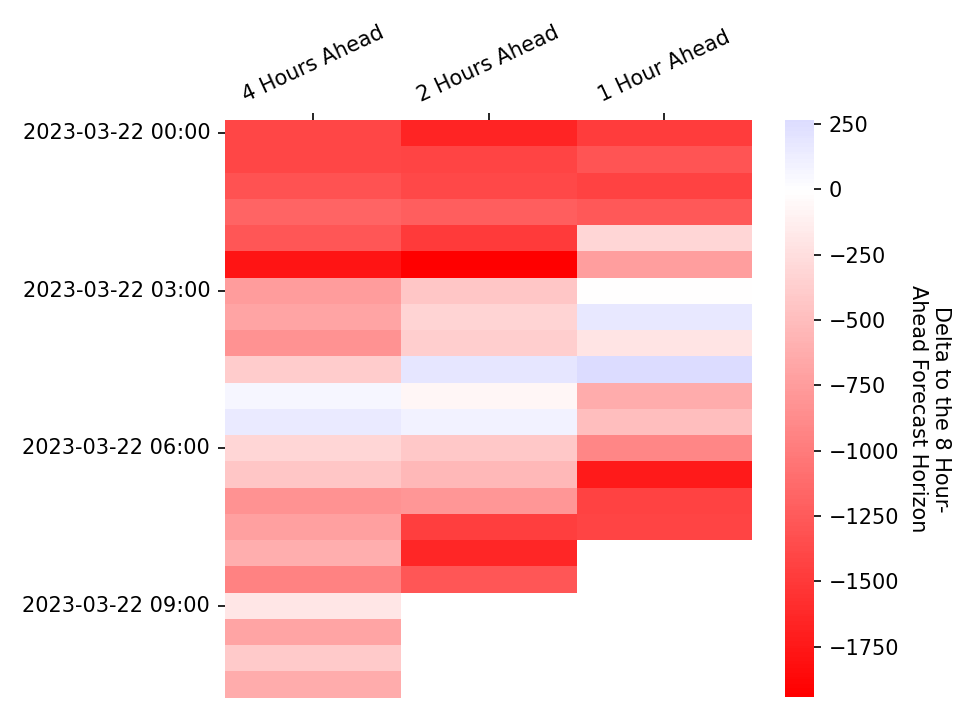 4 Hours Ahead
2 Hours Ahead
1 Hour Ahead
2023-03-22 00:00
2023-03-22 03:00
2023-03-22 06:00
2023-03-22 09:00
250
0
−250
−500
−750
−1000
−1250
−1500
−1750
Delta to the 8 Hour-
Ahead Forecast Horizon